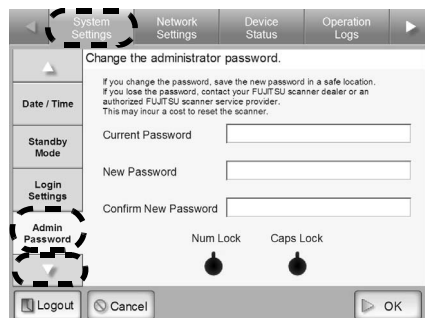 System Settings
Network Settings
Device Status
Operation Logs
Change the administrator password.
If you change the password, save the new password in a safe location.
If you lose the password, contact your FUJITSU scanner dealer or an
authorized FUJITSU scanner service provider.
This may incur a cost to reset the scanner.
Date / Time
Standby
Mode
Login
Settings
Admin
Password
Current Password
New Password
Confirm New Password
Num Lock
Caps Lock
Logout
Cancel
OK